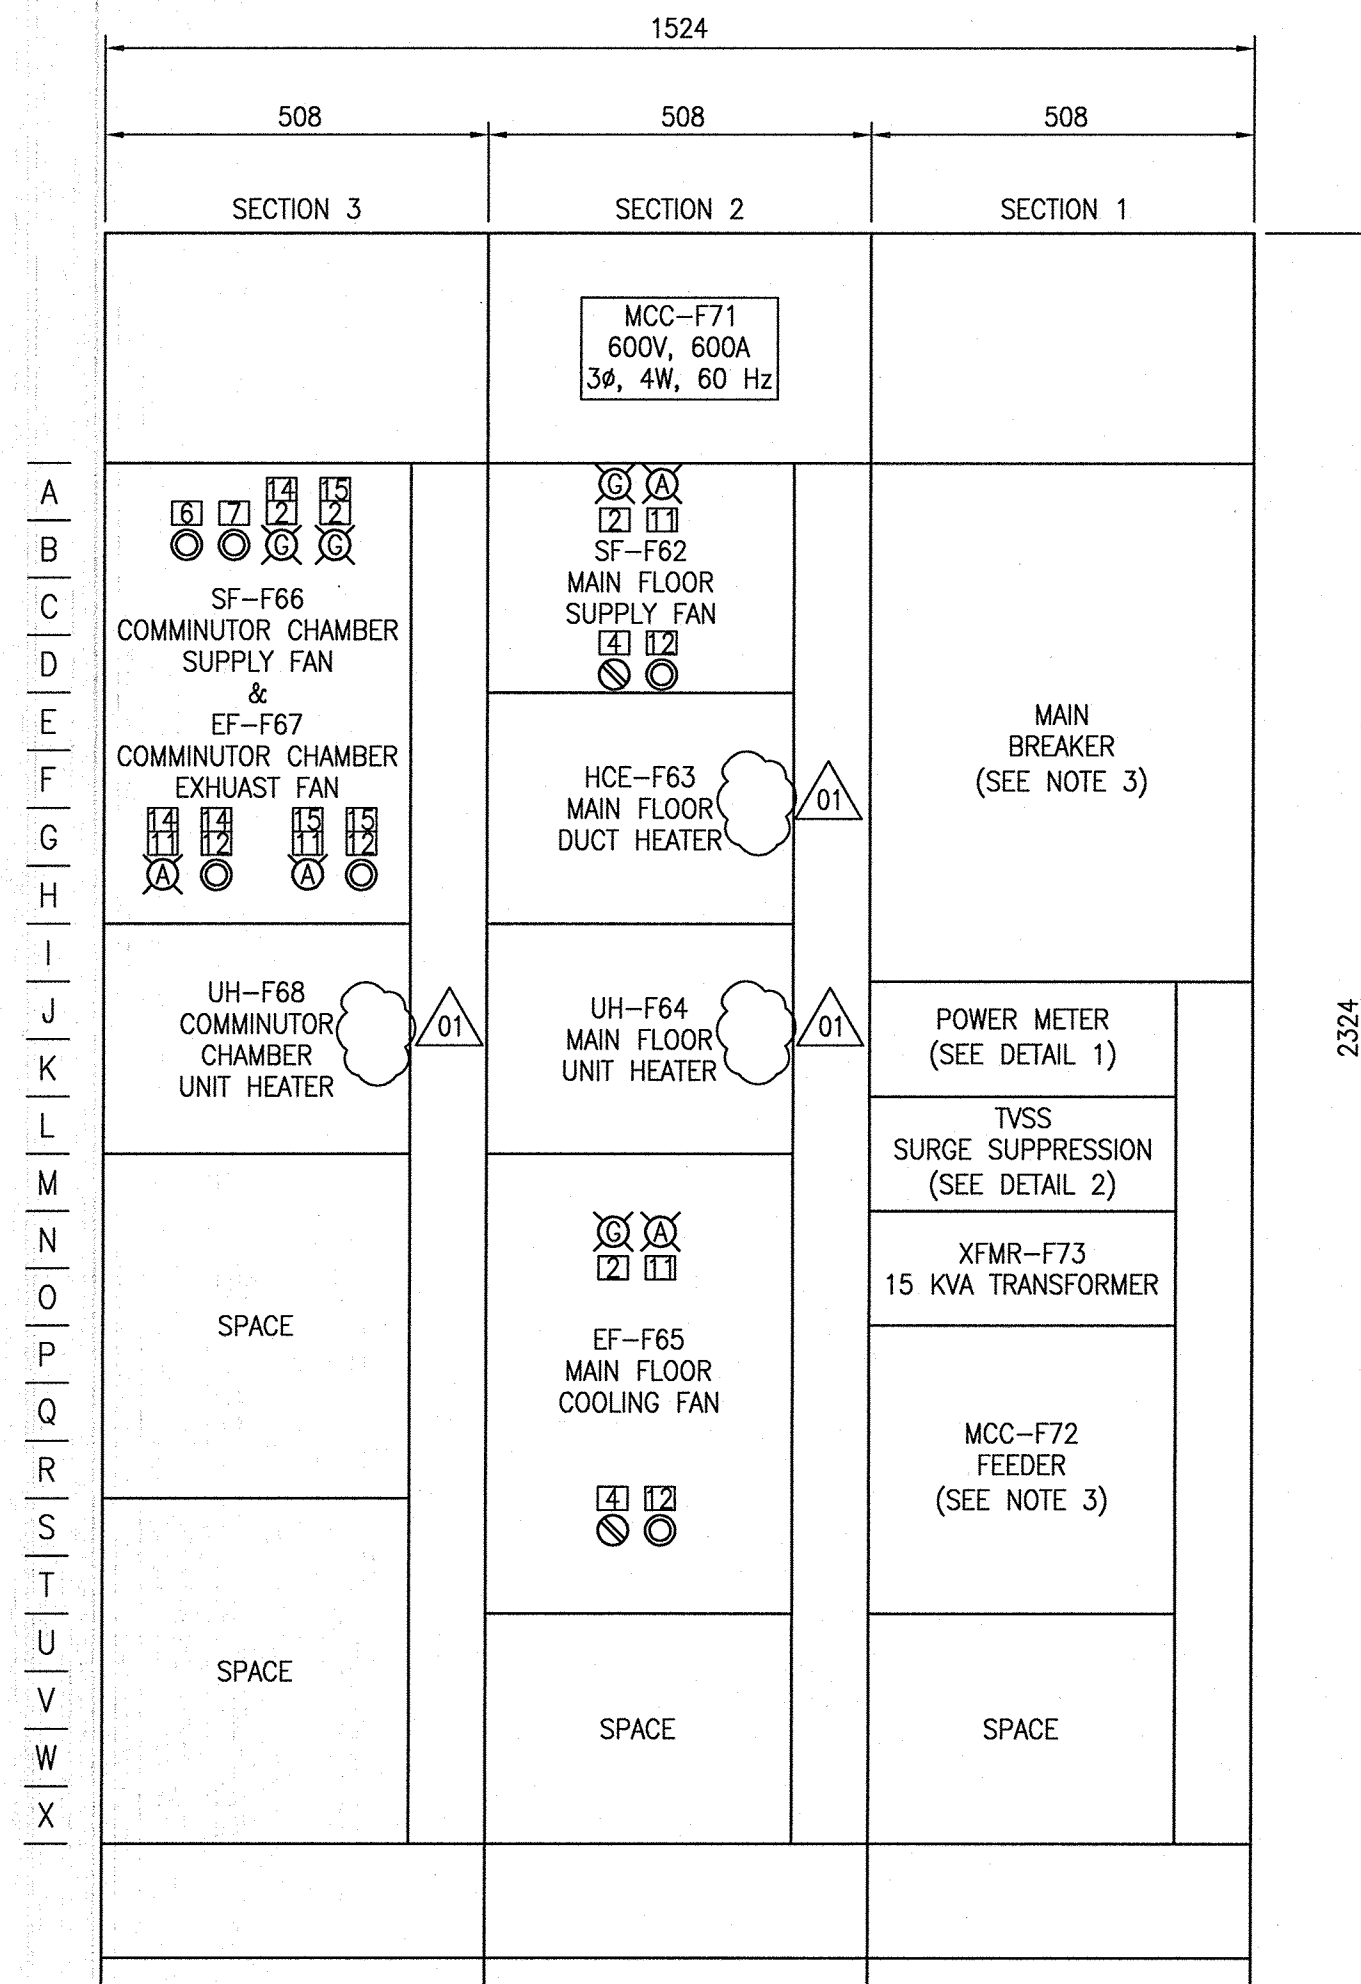 1524
508
508
508
SECTION 3
SECTION 2
SECTION 1
MCC-F71
600V, 600A
3ø, 4W, 60 Hz
A
B
C
D
E
F
G
H
I
J
K
L
M
N
O
P
Q
R
S
T
U
V
W
X
14 15
6 7 2 2
G G
SF-F66
COMMINUTOR CHAMBER
SUPPLY FAN
&
EF-F67
COMMINUTOR CHAMBER
EXHUAST FAN
14 14 15 15
11 12 11 12
A A
UH-F68
COMMINUTOR
CHAMBER
UNIT HEATER
01
SPACE
SPACE
G A
2 11
SF-F62
MAIN FLOOR
SUPPLY FAN
4 12
HCE-F63
MAIN FLOOR
DUCT HEATER
01
UH-F64
MAIN FLOOR
UNIT HEATER
01
G A
2 11
EF-F65
MAIN FLOOR
COOLING FAN
4 12
SPACE
MAIN
BREAKER
(SEE NOTE 3)
POWER METER
(SEE DETAIL 1)
TVSS
SURGE SUPPRESSION
(SEE DETAIL 2)
XFMR-F73
15 KVA TRANSFORMER
MCC-F72
FEEDER
(SEE NOTE 3)
SPACE
2324